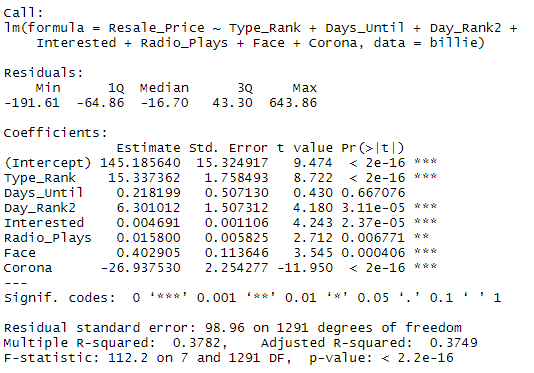 Call:
lm(formula = Resale_Price ~ Type_Rank + Days_Until + Day_Rank2 +
    Interested + Radio_Plays + Face + Corona, data = billie)
Residuals:
    Min      1Q  Median      3Q     Max
-191.61  -64.86  -16.70   43.30  643.86
Coefficients:
              Estimate Std. Error t value Pr(>|t|)
(Intercept) 145.185640  15.324917   9.474  < 2e-16 ***
Type_Rank    15.337362   1.758493   8.722  < 2e-16 ***
Days_Until    0.218199   0.507130   0.430 0.667076
Day_Rank2     6.301012   1.507312   4.180 3.11e-05 ***
Interested    0.004691   0.001106   4.243 2.37e-05 ***
Radio_Plays   0.015800   0.005825   2.712 0.006771 **
Face          0.402905   0.113646   3.545 0.000406 ***
Corona      -26.937530   2.254277 -11.950  < 2e-16 ***
---
Signif. codes:  0 ‘***’ 0.001 ‘**’ 0.01 ‘*’ 0.05 ‘.’ 0.1 ‘ ’ 1
Residual standard error: 98.96 on 1291 degrees of freedom
Multiple R-squared:  0.3782,	Adjusted R-squared:  0.3749
F-statistic: 112.2 on 7 and 1291 DF,  p-value: < 2.2e-16